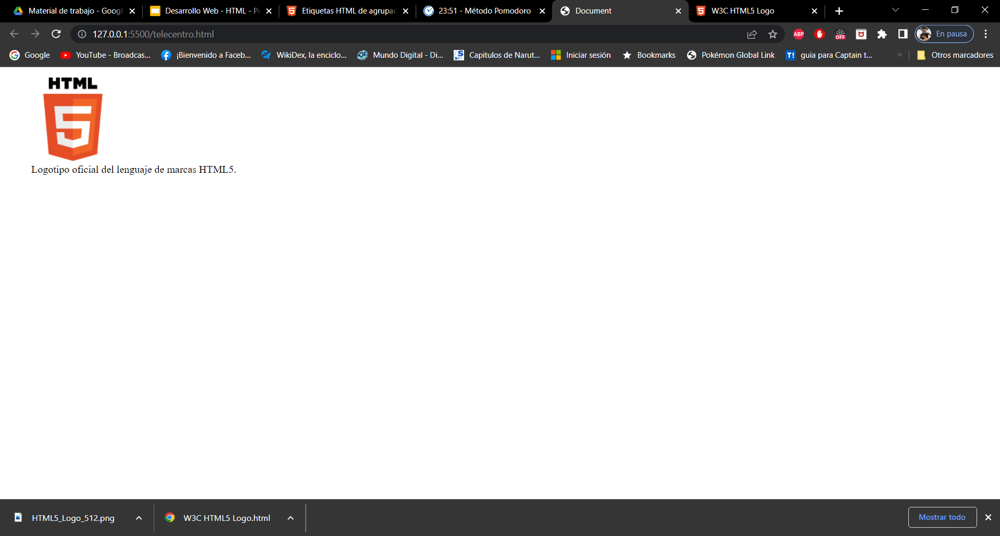 Material de trabajo - Googl
Desarrollo Web - HTML - Pr
Etiquetas HTML de agrupac
23:51 - Método Pomodoro
Document
W3C HTML5 Logo
127.0.0.1:5500/telecentro.html
ABP
OFF
En pausa
Google
YouTube - Broadcas...
¡Bienvenido a Faceb...
WikiDex, la enciclo...
Mundo Digital - Di...
Capitulos de Narut...
Iniciar sesión
Bookmarks
Pokémon Global Link
T!
guia para Captain t...
»
Otros marcadores
HTML
5
Logotipo oficial del lenguaje de marcas HTML5.
HTML5_Logo_512.png
W3C HTML5 Logo.html
Mostrar todo